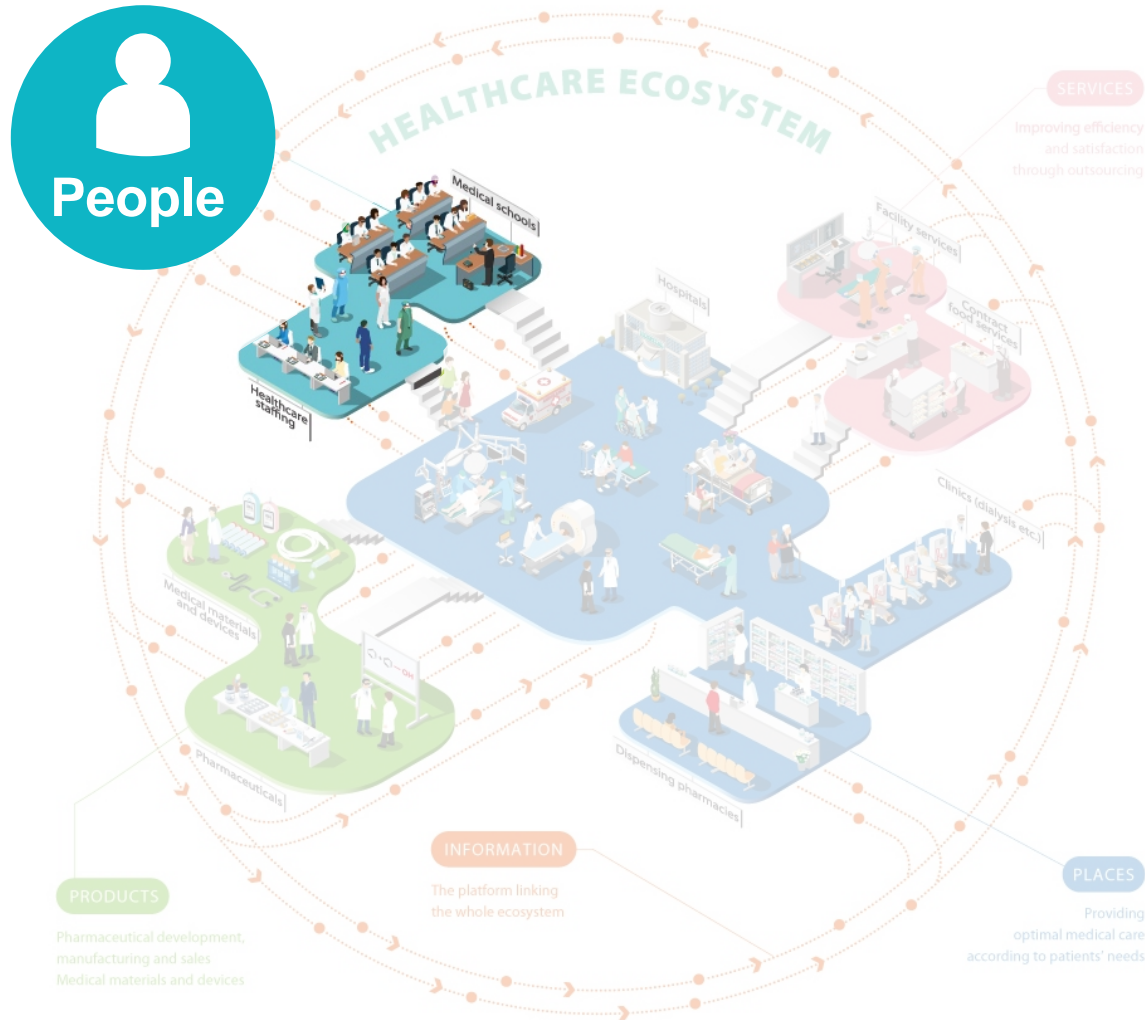 People
HEALTHCARE ECOSYSTEM
SERVICES
Improving efficiency
and satisfaction
through outsourcing
Medical schools
Facility services
Hospitals
Contract
food services
Healthcare
staffing
Clinics (dialysis etc.)
Medical materials
and devices
Pharmaceuticals
Dispensing pharmacies
INFORMATION
The platform linking
the whole ecosystem
PRODUCTS
Pharmaceutical development,
manufacturing and sales
Medical materials and devices
PLACES
Providing
optimal medical care
according to patients' needs